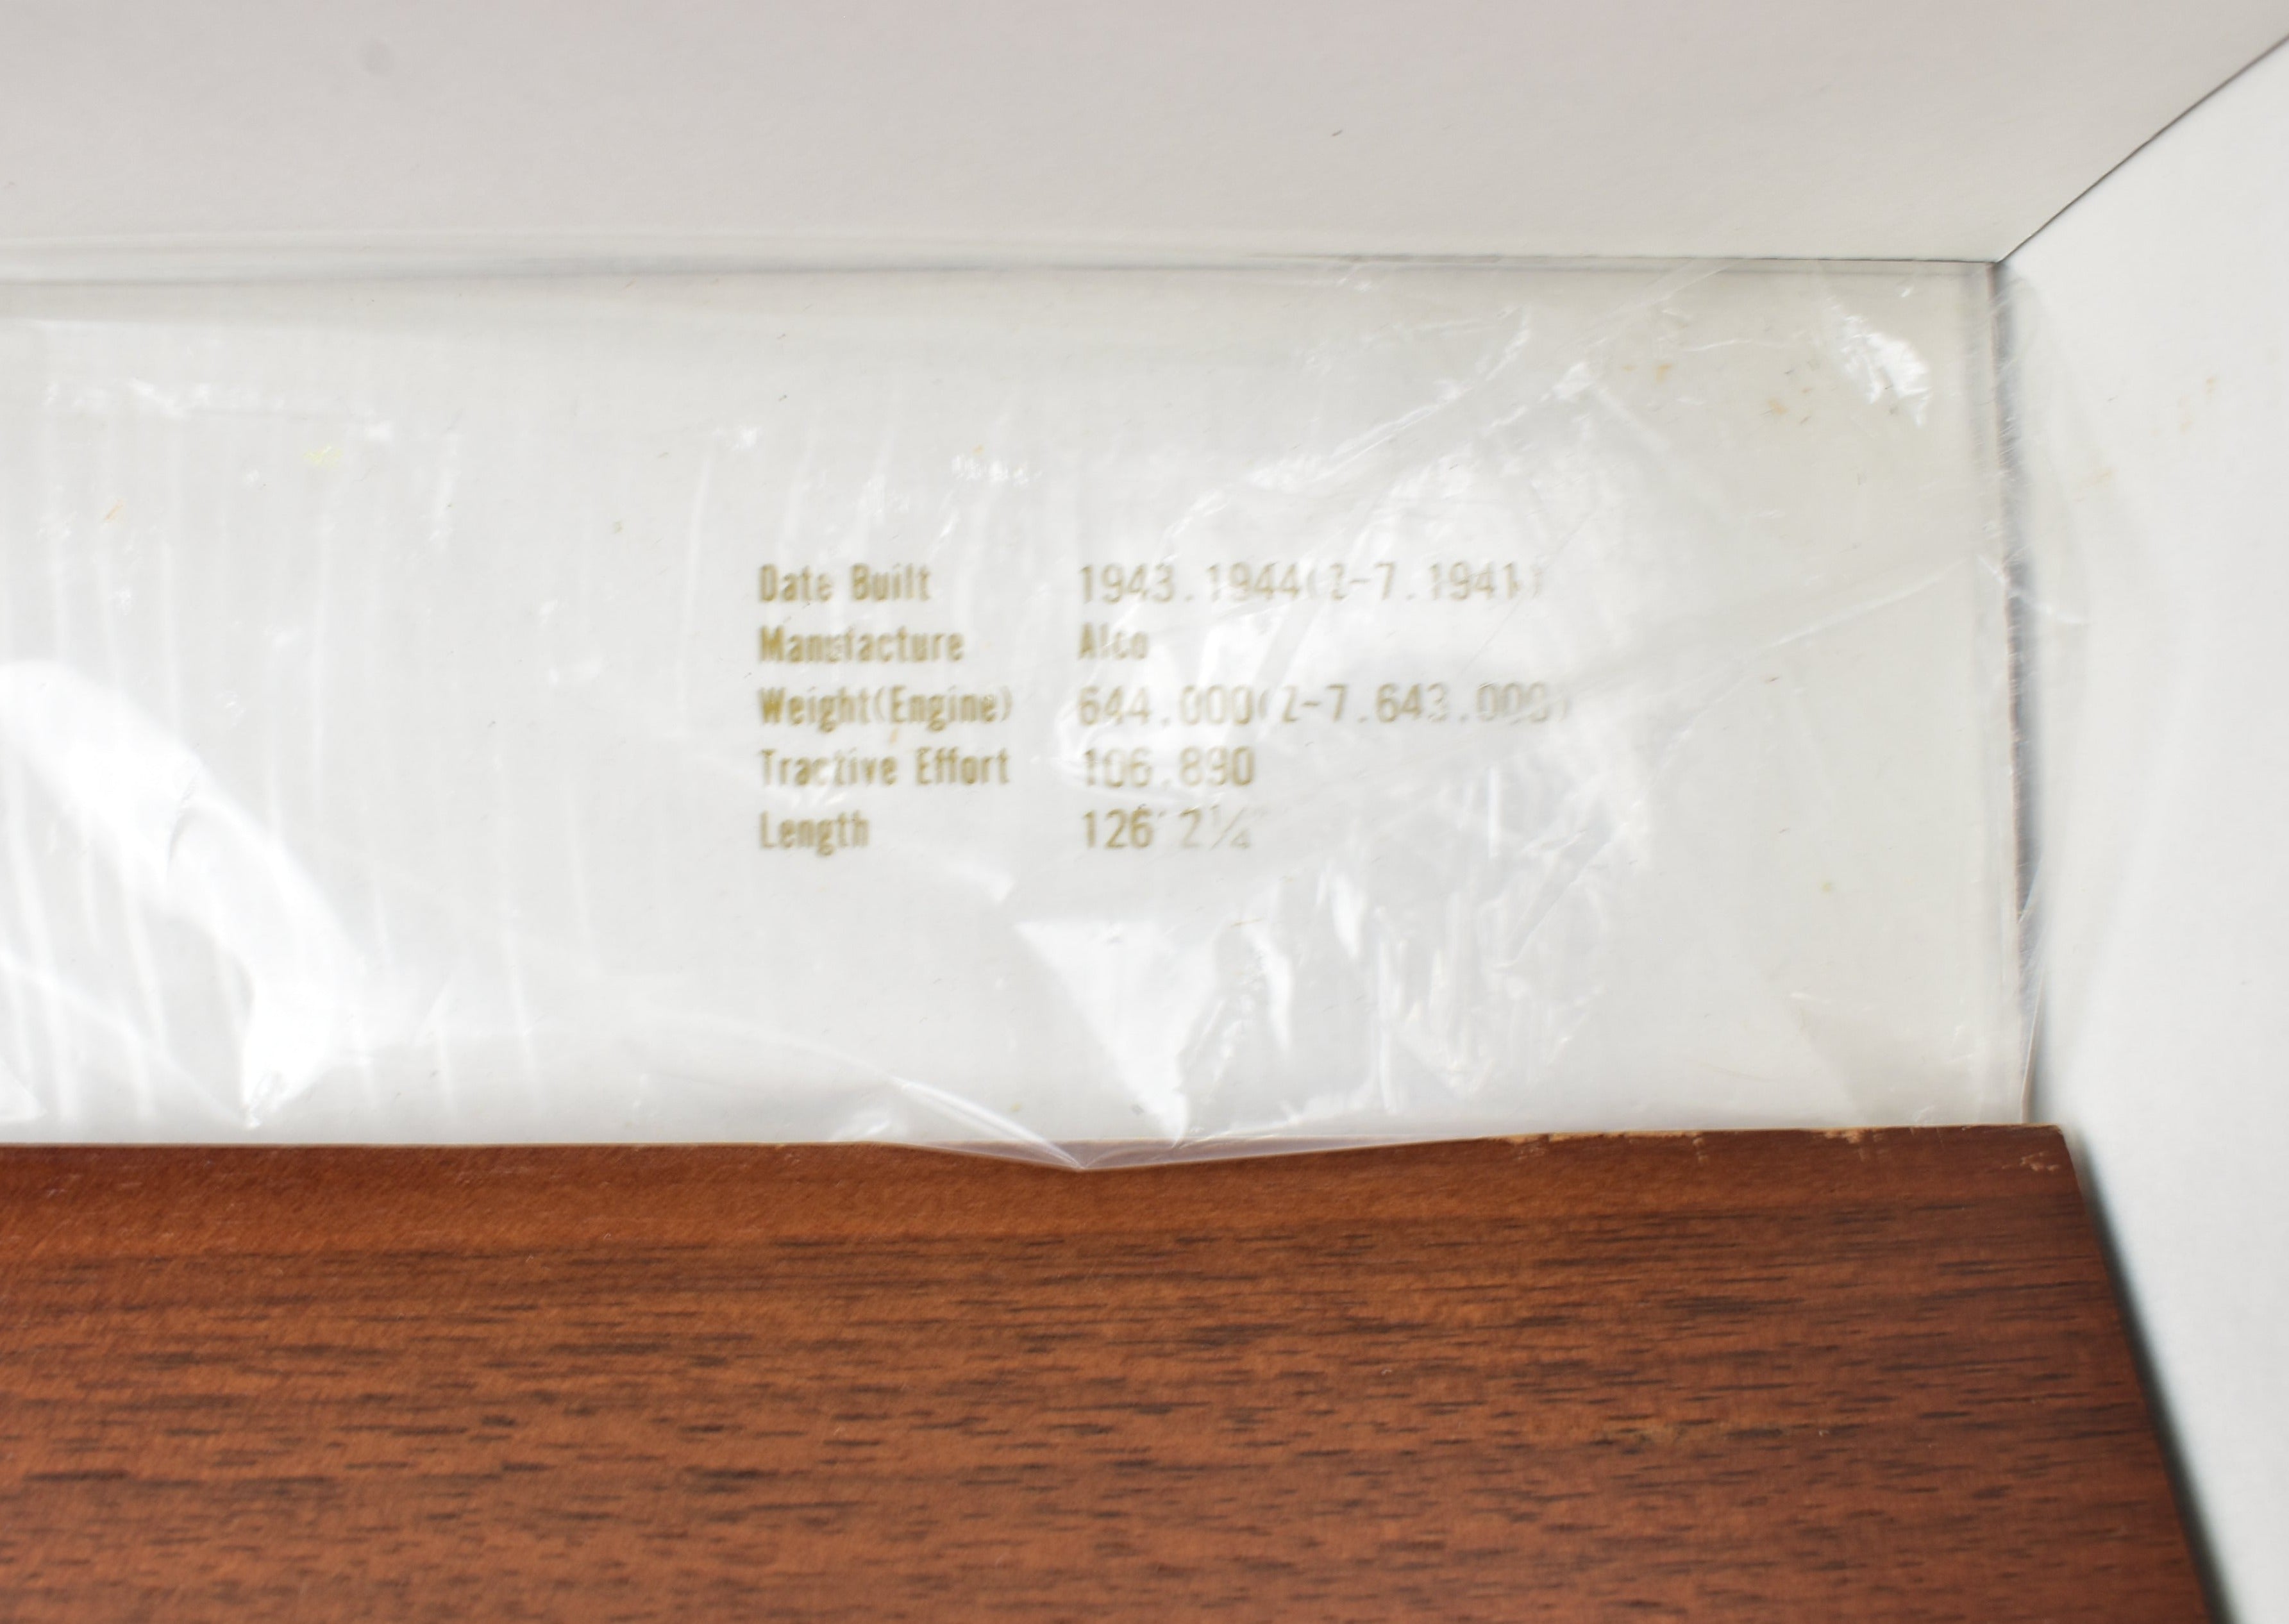 Date Built 1943.1944(Z-7.1941)
Manufacture Alco
Weight(Engine) 644.000(Z-7.643.000)
Tractive Effort 106.890
Length 126' 2¼"